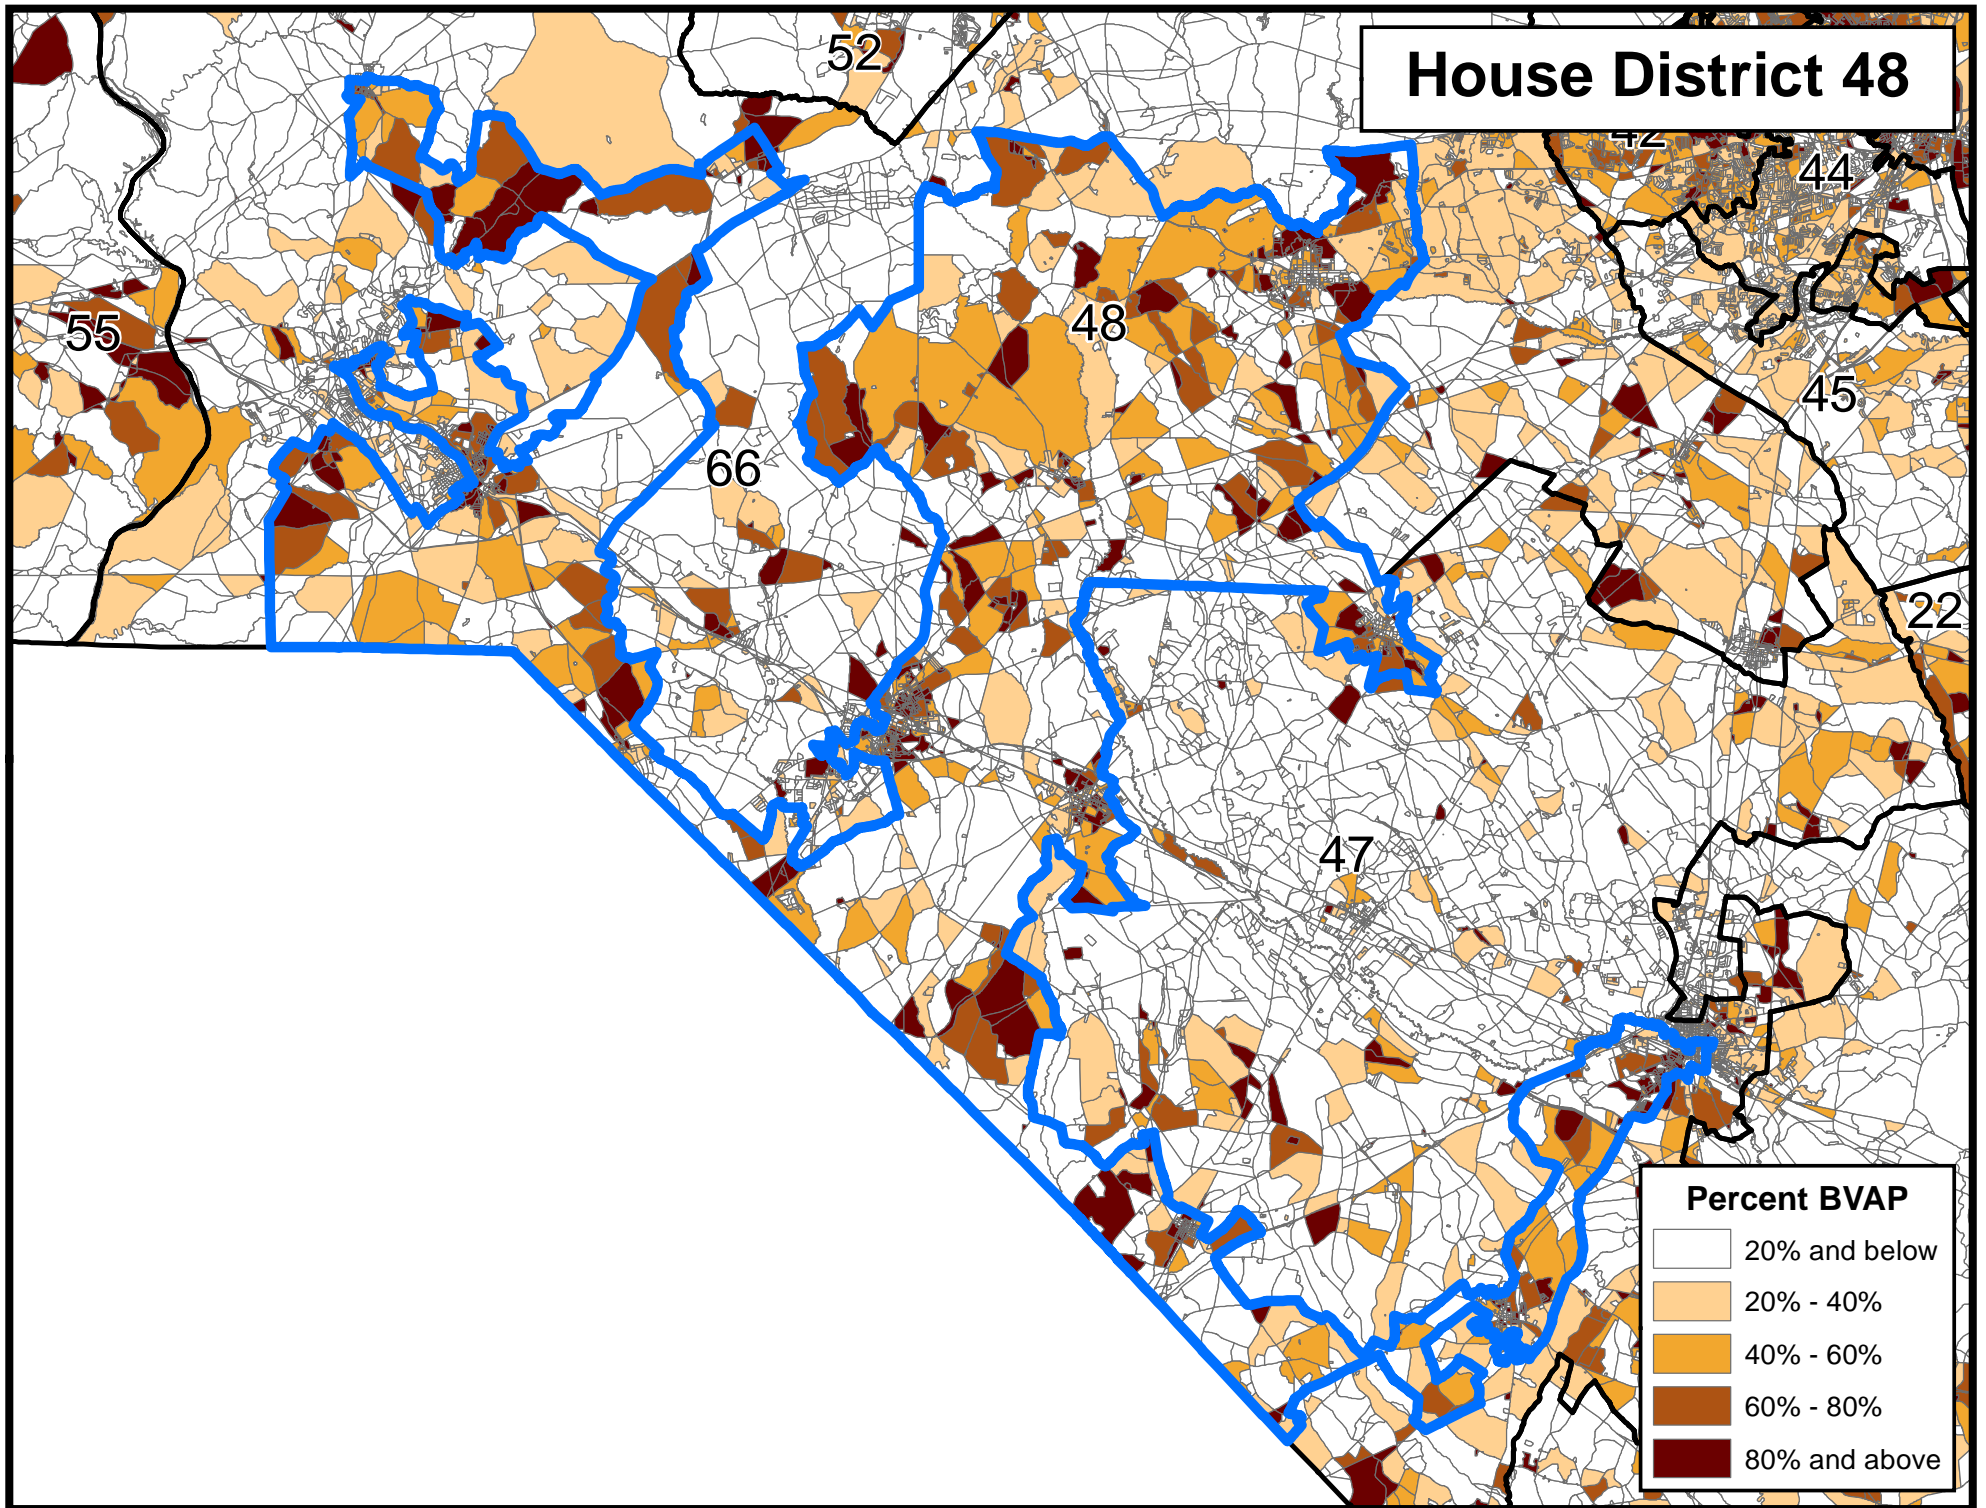 House District 48
52
42
44
55
48
45
66
22
47
Percent BVAP
20% and below
20% - 40%
40% - 60%
60% - 80%
80% and above